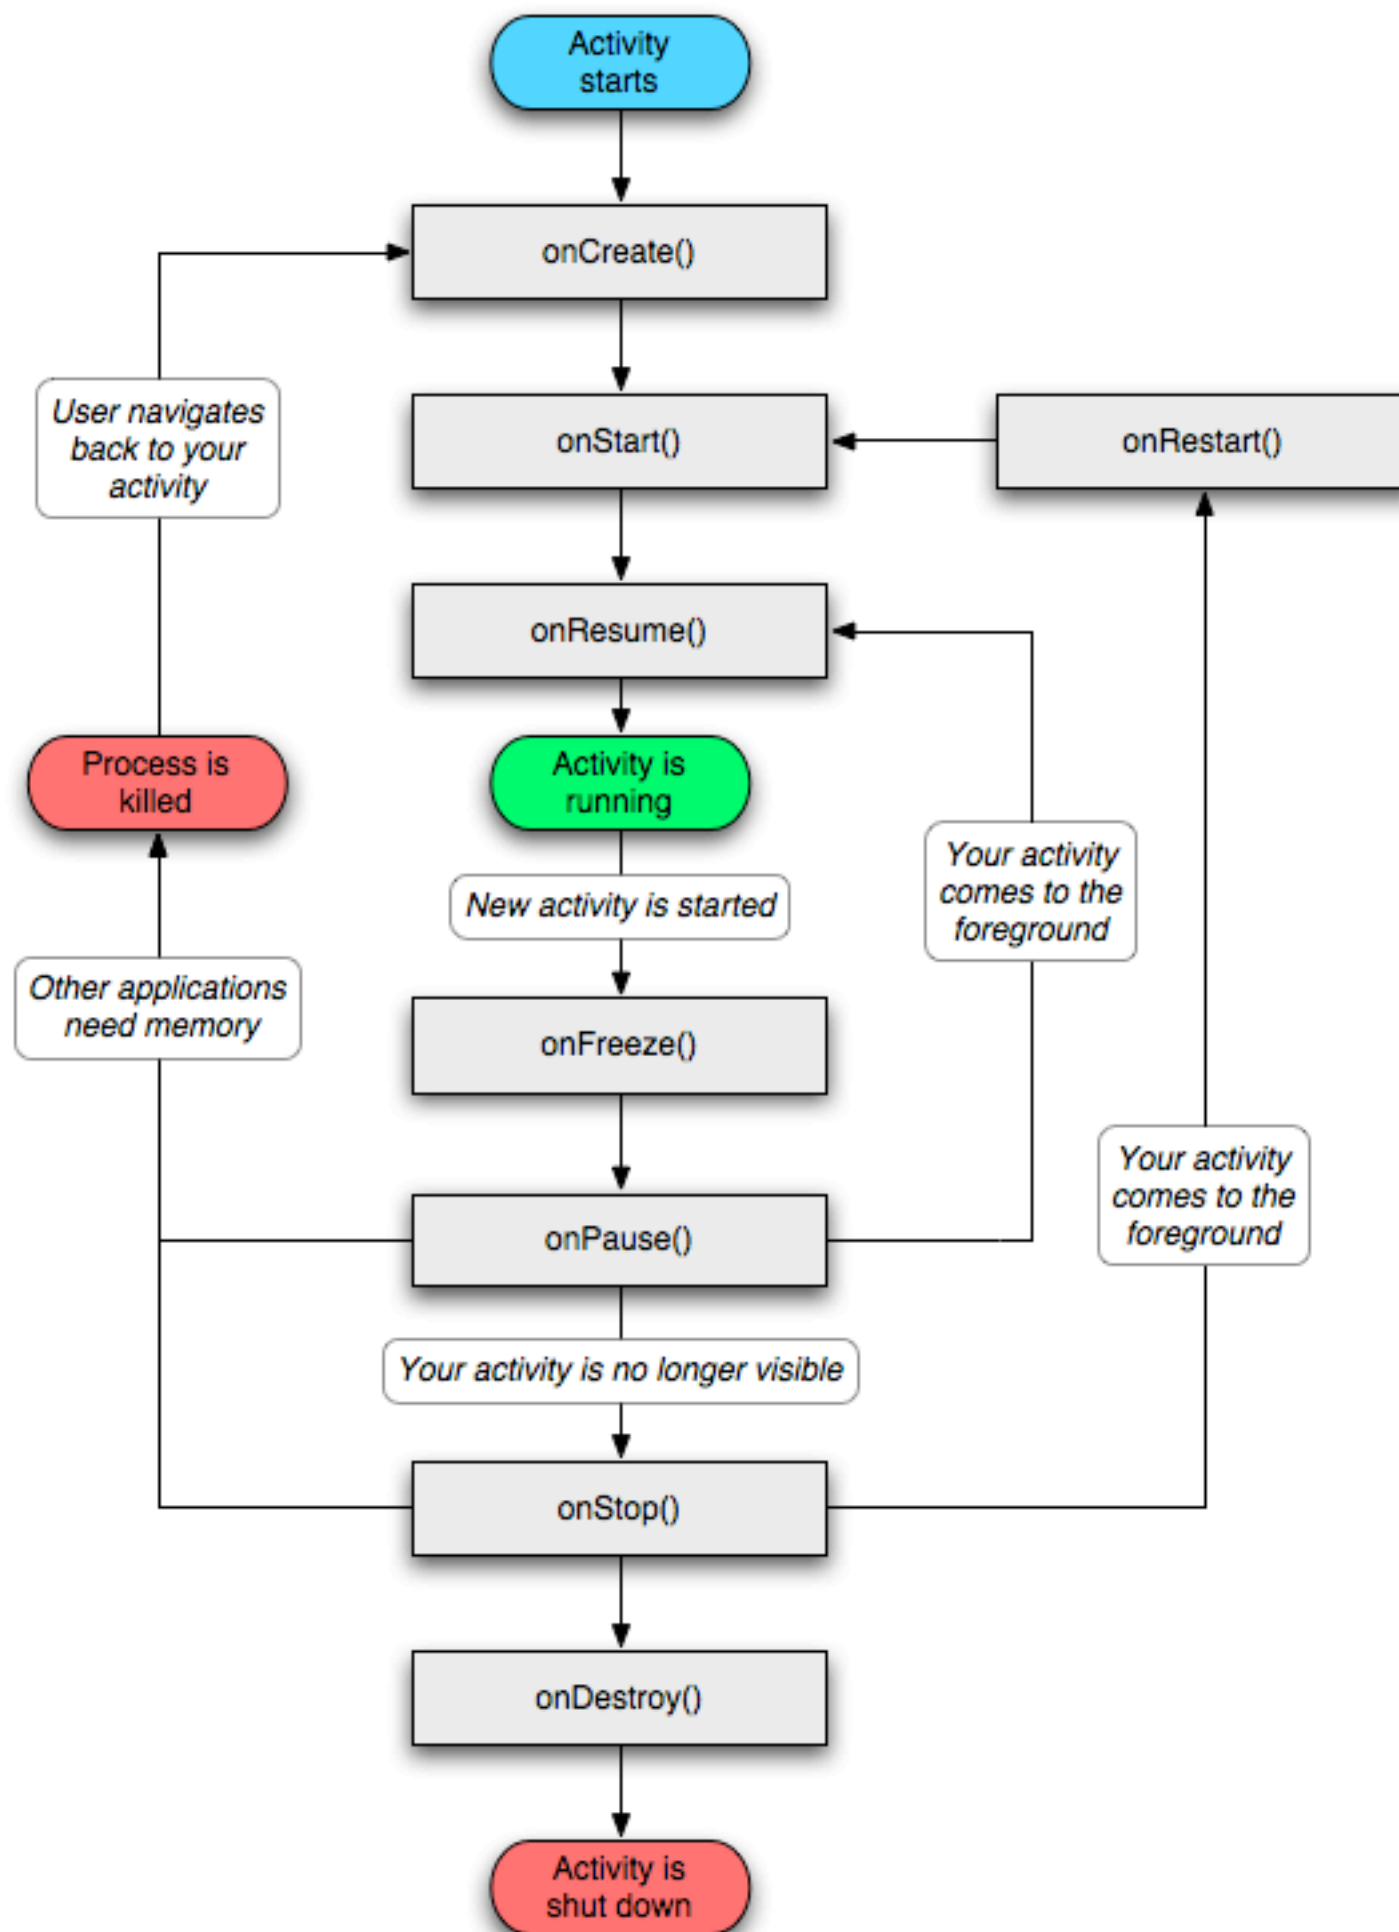 Activity
starts
onCreate()
User navigates
back to your
activity
onStart()
onRestart()
onResume()
Process is
killed
Activity is
running
Your activity
comes to the
foreground
New activity is started
Other applications
need memory
onFreeze()
Your activity
comes to the
foreground
onPause()
Your activity is no longer visible
onStop()
onDestroy()
Activity is
shut down